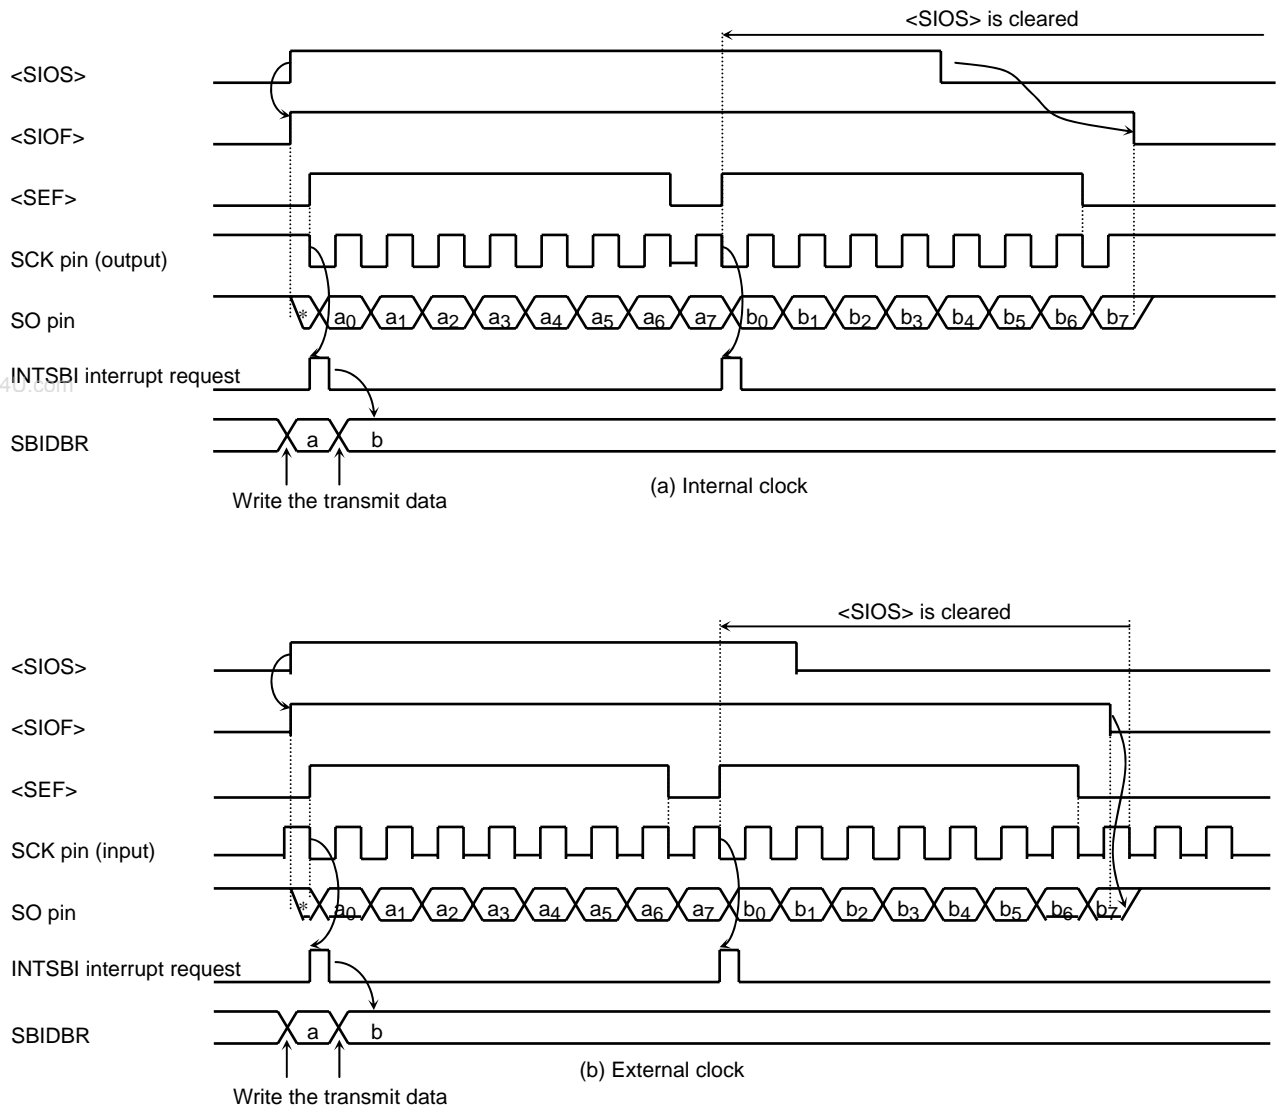 <SIOS> is cleared
<SIOS>
<SIOF>
<SEF>
SCK pin (output)
SO pin
* a0 a1 a2 a3 a4 a5 a6 a7 b0 b1 b2 b3 b4 b5 b6 b7
INTSBI interrupt request
4U.com
SBIDBR
a b
Write the transmit data
(a) Internal clock
<SIOS> is cleared
<SIOS>
<SIOF>
<SEF>
SCK pin (input)
SO pin
* a0 a1 a2 a3 a4 a5 a6 a7 b0 b1 b2 b3 b4 b5 b6 b7
INTSBI interrupt request
SBIDBR
a b
(b) External clock
Write the transmit data